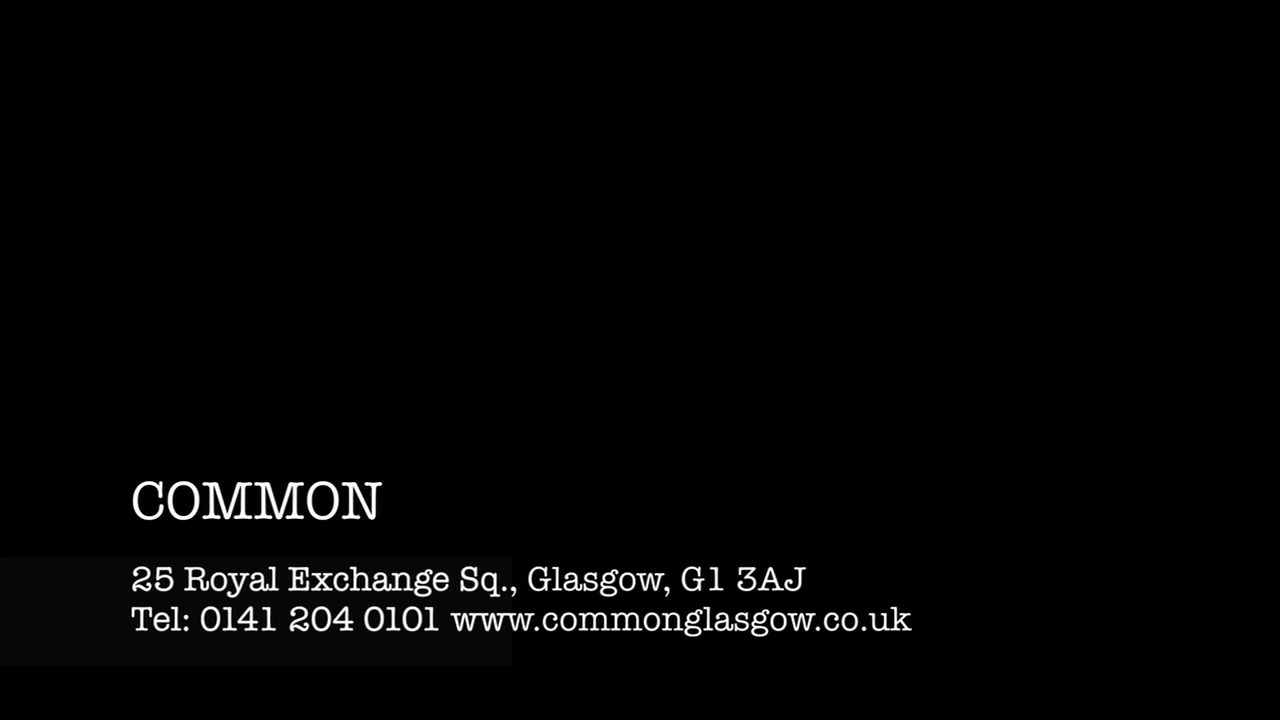 COMMON
25 Royal Exchange Sq., Glasgow, G1 3AJ
Tel: 0141 204 0101 www.commonglasgow.co.uk